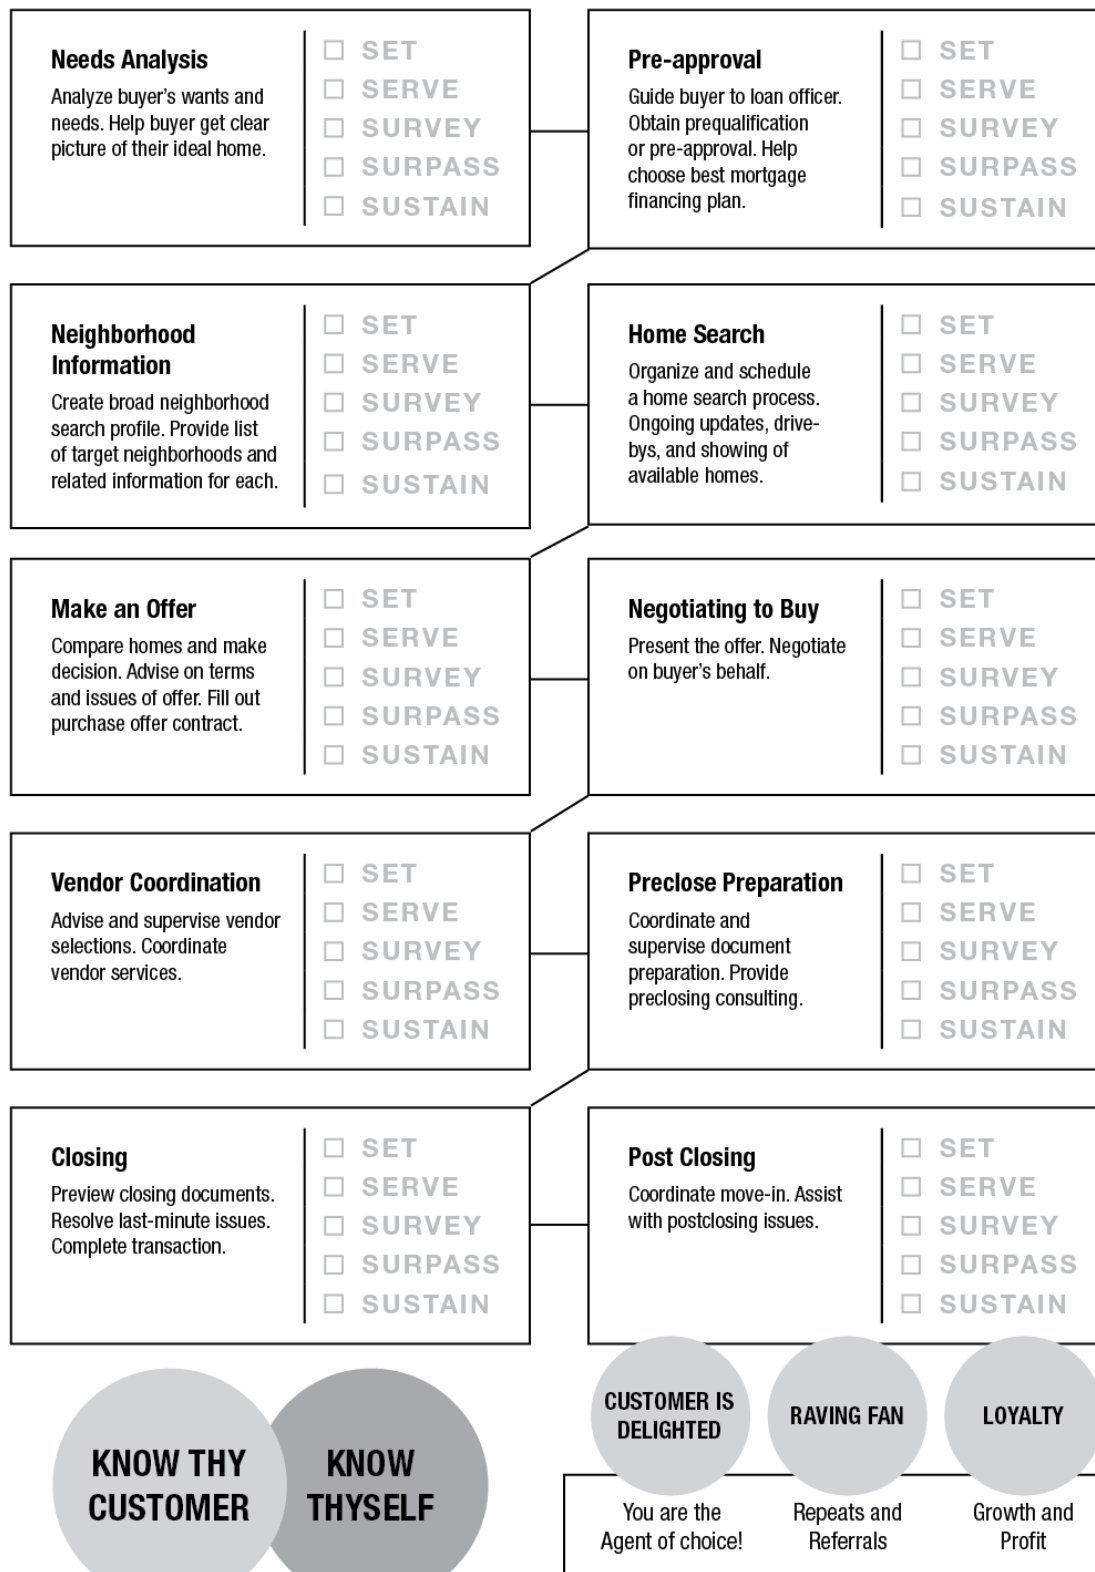 Needs Analysis
Analyze buyer's wants and
needs. Help buyer get clear
picture of their ideal home.
SET
SERVE
SURVEY
SURPASS
SUSTAIN
Pre-approval
Guide buyer to loan officer.
Obtain prequalification
or pre-approval. Help
choose best mortgage
financing plan.
SET
SERVE
SURVEY
SURPASS
SUSTAIN
Neighborhood
Information
Create broad neighborhood
search profile. Provide list
of target neighborhoods and
related information for each.
SET
SERVE
SURVEY
SURPASS
SUSTAIN
Home Search
Organize and schedule
a home search process.
Ongoing updates, drive-
bys, and showing of
available homes.
SET
SERVE
SURVEY
SURPASS
SUSTAIN
Make an Offer
Compare homes and make
decision. Advise on terms
and issues of offer. Fill out
purchase offer contract.
SET
SERVE
SURVEY
SURPASS
SUSTAIN
Negotiating to Buy
Present the offer. Negotiate
on buyer's behalf.
SET
SERVE
SURVEY
SURPASS
SUSTAIN
Vendor Coordination
Advise and supervise vendor
selections. Coordinate
vendor services.
SET
SERVE
SURVEY
SURPASS
SUSTAIN
Preclose Preparation
Coordinate and
supervise document
preparation. Provide
preclosing consulting.
SET
SERVE
SURVEY
SURPASS
SUSTAIN
Closing
Preview closing documents.
Resolve last-minute issues.
Complete transaction.
SET
SERVE
SURVEY
SURPASS
SUSTAIN
Post Closing
Coordinate move-in. Assist
with postclosing issues.
SET
SERVE
SURVEY
SURPASS
SUSTAIN
KNOW THY
CUSTOMER
KNOW
THYSELF
CUSTOMER IS
DELIGHTED
RAVING FAN
LOYALTY
You are the
Agent of choice!
Repeats and
Referrals
Growth and
Profit